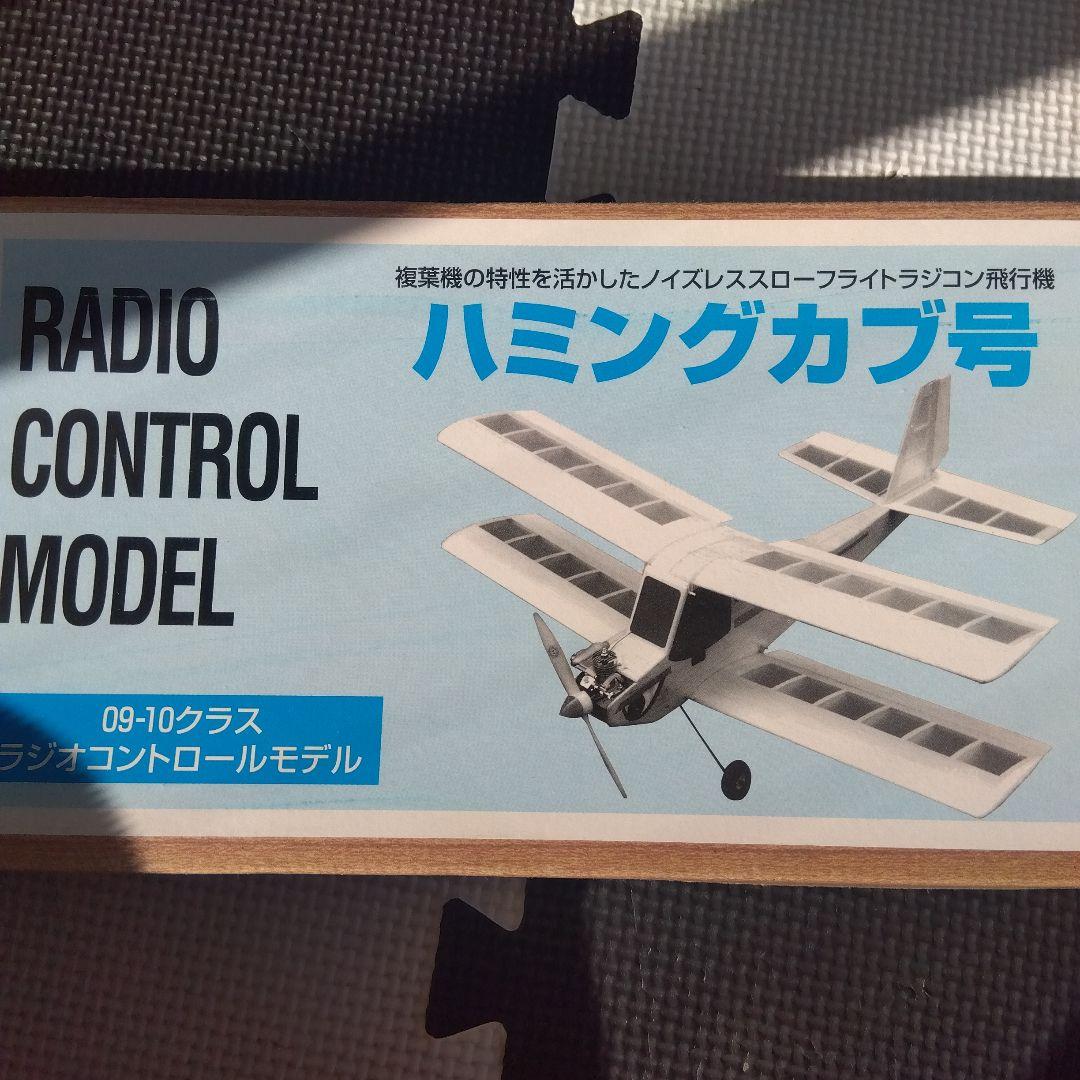 複葉機の特性を活かしたノイズレススローフライトラジコン飛行機
ハミングカブ号
RADIO
CONTROL
MODEL
09-10クラス
ラジオコントロールモデル